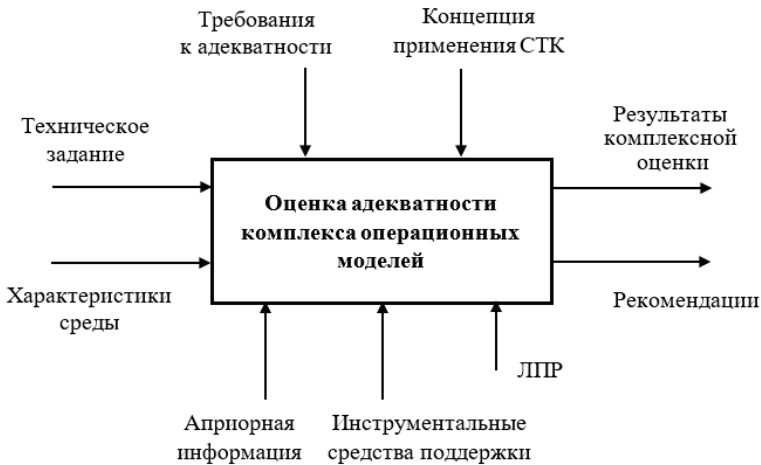 Требования
к адекватности
Концепция
применения СТК
Техническое
задание
Результаты
комплексной
оценки
Оценка адекватности
комплекса операционных
моделей
Характеристики
среды
Рекомендации
ЛПР
Априорная
информация
Инструментальные
средства поддержки